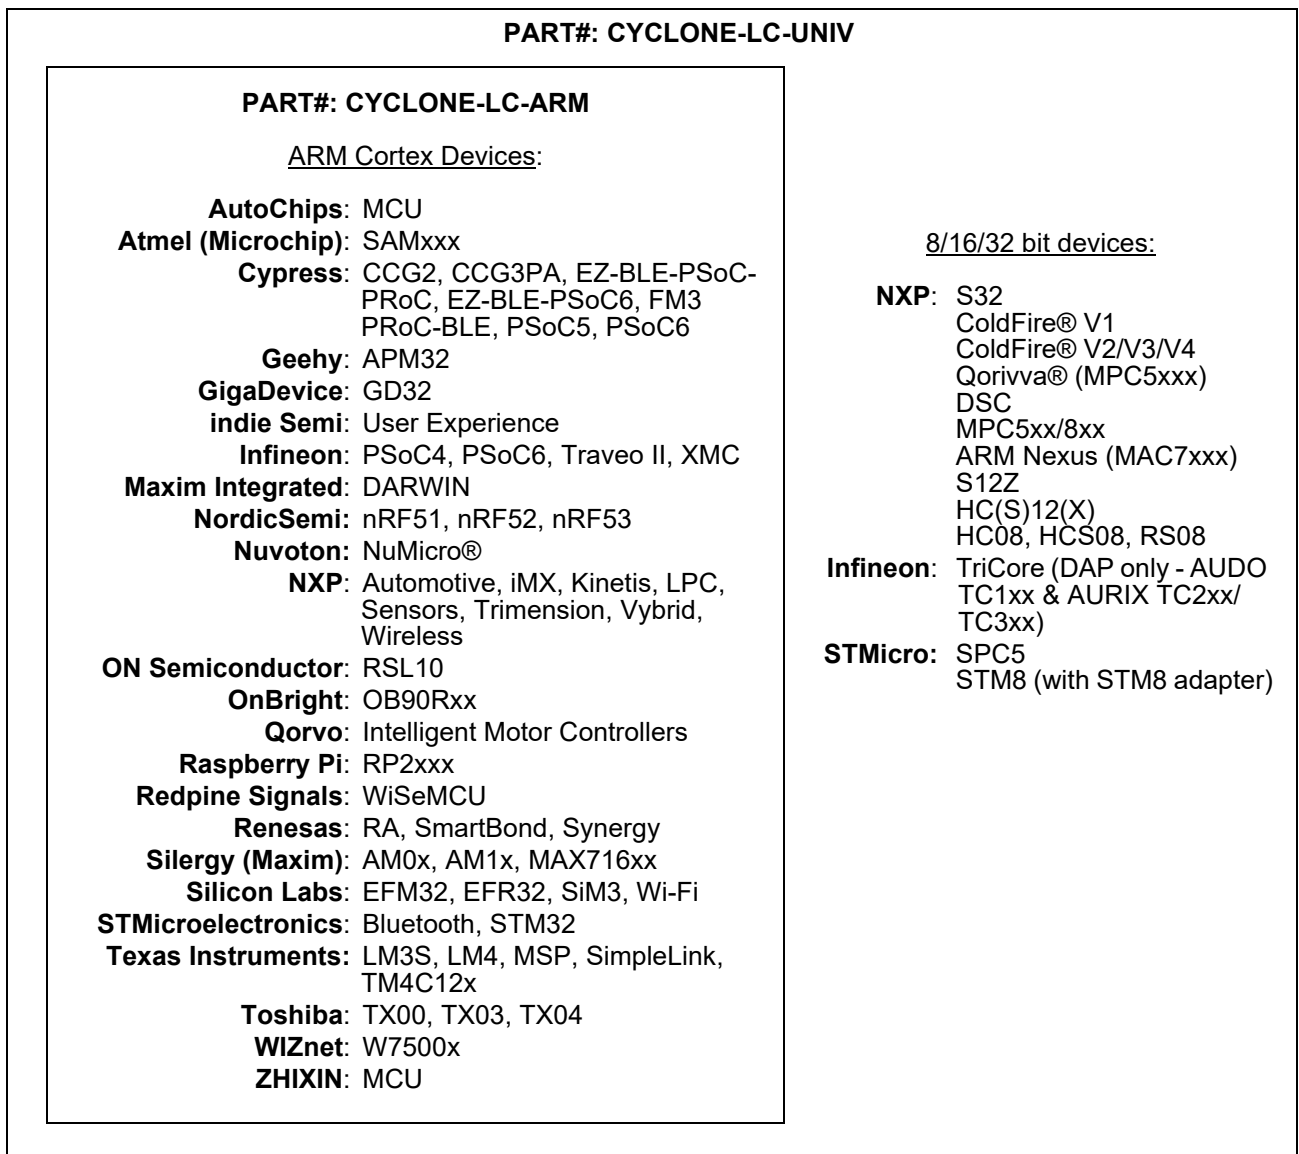 PART#: CYCLONE-LC-UNIV
PART#: CYCLONE-LC-ARM
ARM Cortex Devices:
AutoChips: MCU
Atmel (Microchip): SAMxxx
Cypress: CCG2, CCG3PA, EZ-BLE-PSoC-
PRoC, EZ-BLE-PSoC6, FM3
PRoC-BLE, PSoC5, PSoC6
Geehy: APM32
GigaDevice: GD32
indie Semi: User Experience
Infineon: PSoC4, PSoC6, Traveo II, XMC
Maxim Integrated: DARWIN
NordicSemi: nRF51, nRF52, nRF53
Nuvoton: NuMicro®
NXP: Automotive, iMX, Kinetis, LPC,
Sensors, Trimension, Vybrid,
Wireless
ON Semiconductor: RSL10
OnBright: OB90Rxx
Qorvo: Intelligent Motor Controllers
Raspberry Pi: RP2xxx
Redpine Signals: WiSeMCU
Renesas: RA, SmartBond, Synergy
Silergy (Maxim): AM0x, AM1x, MAX716xx
Silicon Labs: EFM32, EFR32, SiM3, Wi-Fi
STMicroelectronics: Bluetooth, STM32
Texas Instruments: LM3S, LM4, MSP, SimpleLink,
TM4C12x
Toshiba: TX00, TX03, TX04
WIZnet: W7500x
ZHIXIN: MCU
8/16/32 bit devices:
NXP: S32
ColdFire® V1
ColdFire® V2/V3/V4
Qorivva® (MPC5xxx)
DSC
MPC5xx/8xx
ARM Nexus (MAC7xxx)
S12Z
HC(S)12(X)
HC08, HCS08, RS08
Infineon: TriCore (DAP only - AUDO
TC1xx & AURIX TC2xx/
TC3xx)
STMicro: SPC5
STM8 (with STM8 adapter)